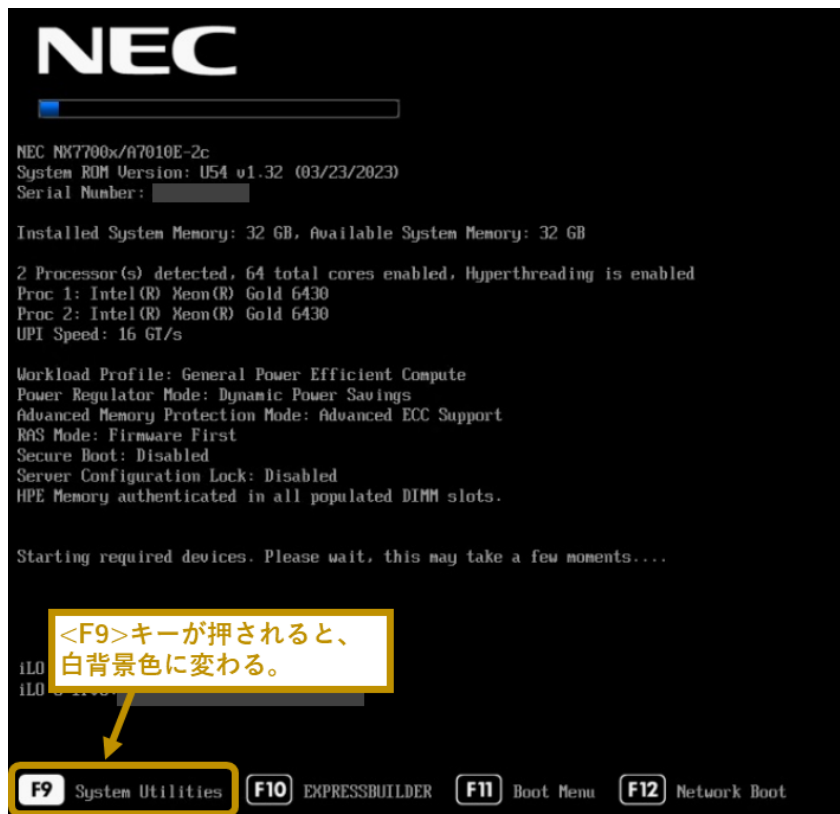 NEC
NEC NX7700x/A7010E-2c
System ROM Version: U54 v1.32 (03/23/2023)
Serial Number:
Installed System Memory: 32 GB, Available System Memory: 32 GB
2 Processor(s) detected, 64 total cores enabled, Hyperthreading is enabled
Proc 1: Intel(R) Xeon(R) Gold 6430
Proc 2: Intel(R) Xeon(R) Gold 6430
UPI Speed: 16 GT/s
Workload Profile: General Power Efficient Compute
Power Regulator Mode: Dynamic Power Savings
Advanced Memory Protection Mode: Advanced ECC Support
RAS Mode: Firmware First
Secure Boot: Disabled
Server Configuration Lock: Disabled
HPE Memory authenticated in all populated DIMM slots.
Starting required devices. Please wait, this may take a few moments....
<F9>キーが押されると、
白背景色に変わる。
iLO
iLO
F9 System Utilities F10 EXPRESSBUILDER F11 Boot Menu F12 Network Boot